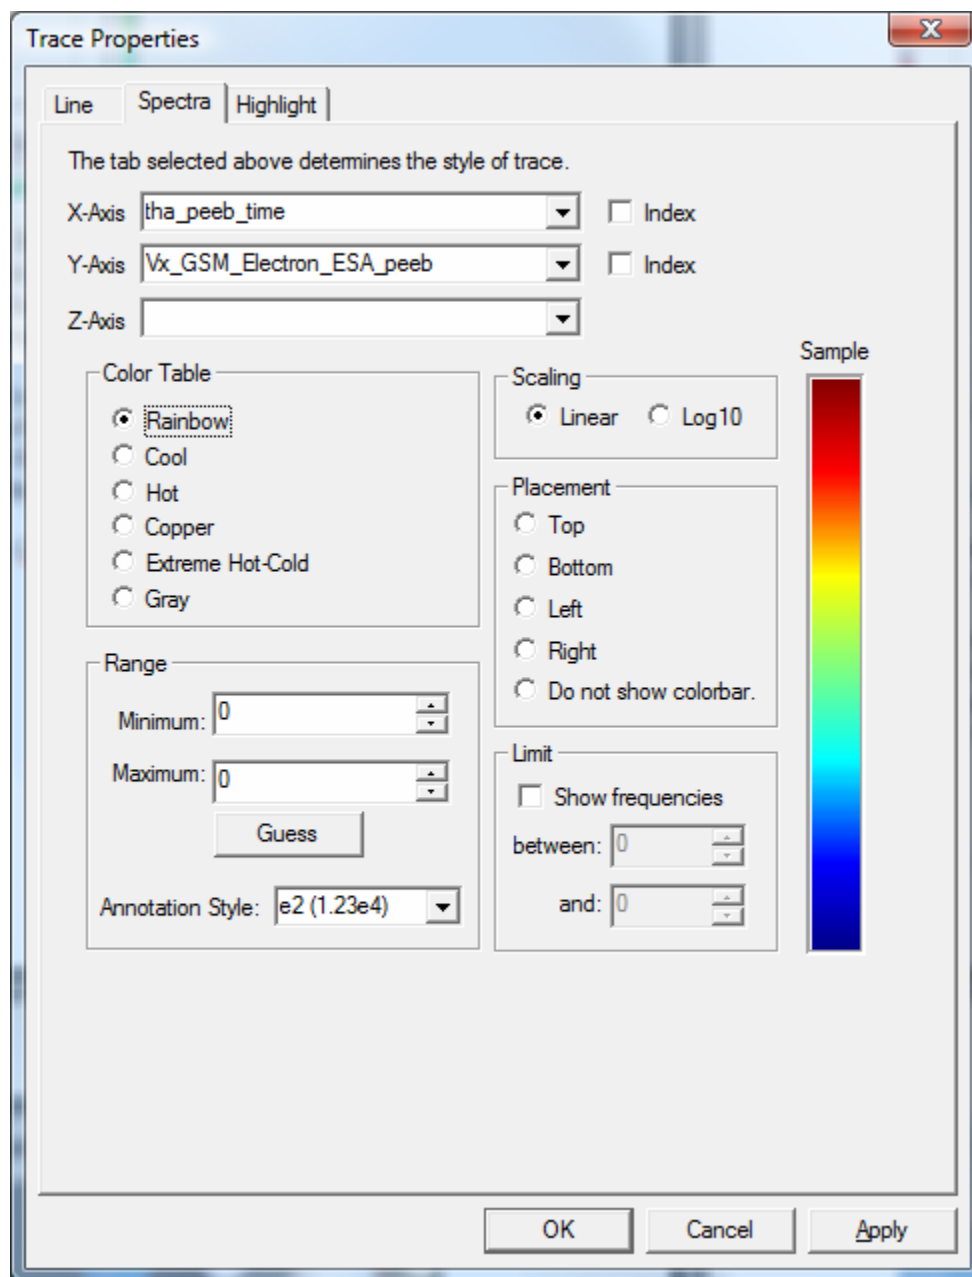 Trace Properties
Line Spectra Highlight
The tab selected above determines the style of trace.
X-Axis tha_peeb_time Index
Y-Axis Vx_GSM_Electron_ESA_peeb Index
Z-Axis
Sample
Color Table
Rainbow
Cool
Hot
Copper
Extreme Hot-Cold
Gray
Scaling
Linear Log10
Placement
Top
Bottom
Left
Right
Do not show colorbar.
Range
Minimum: 0
Maximum: 0
Guess
Annotation Style: e2 (1.23e4)
Limit
Show frequencies
between: 0
and: 0
OK Cancel Apply